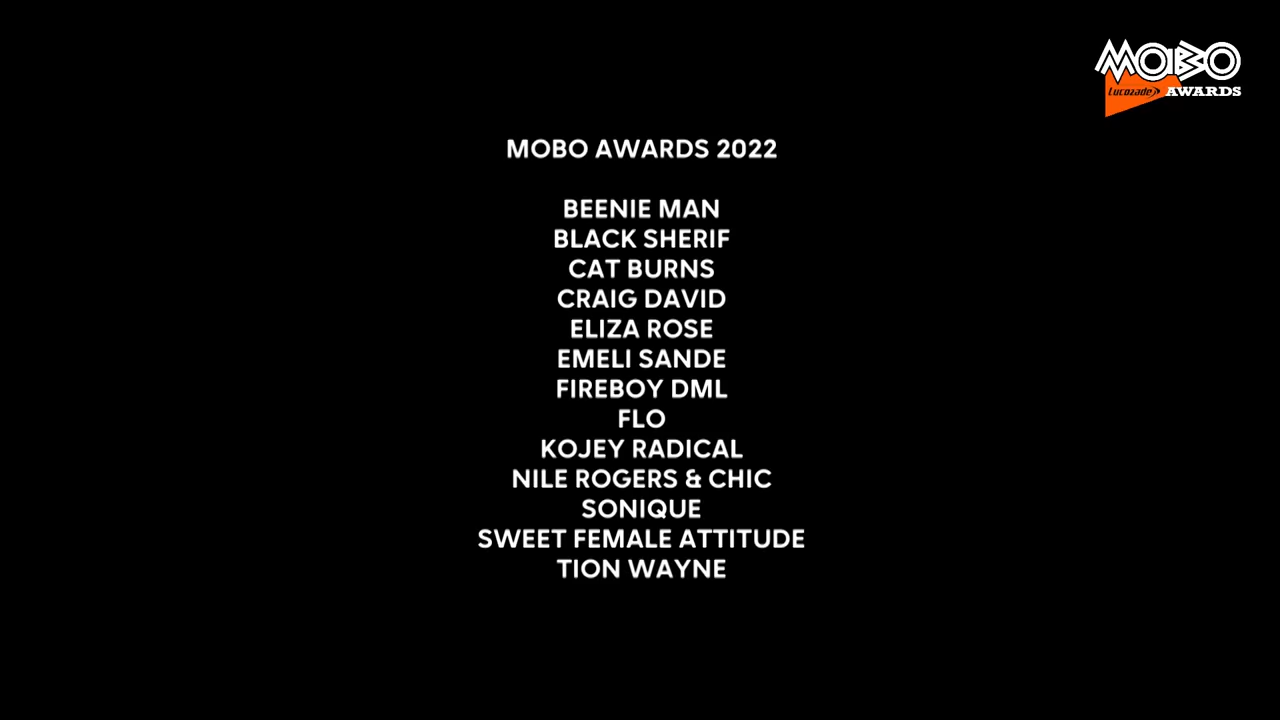 MOBO
Lucozade AWARDS
MOBO AWARDS 2022
BEENIE MAN
BLACK SHERIF
CAT BURNS
CRAIG DAVID
ELIZA ROSE
EMELI SANDE
FIREBOY DML
FLO
KOJEY RADICAL
NILE ROGERS & CHIC
SONIQUE
SWEET FEMALE ATTITUDE
TION WAYNE